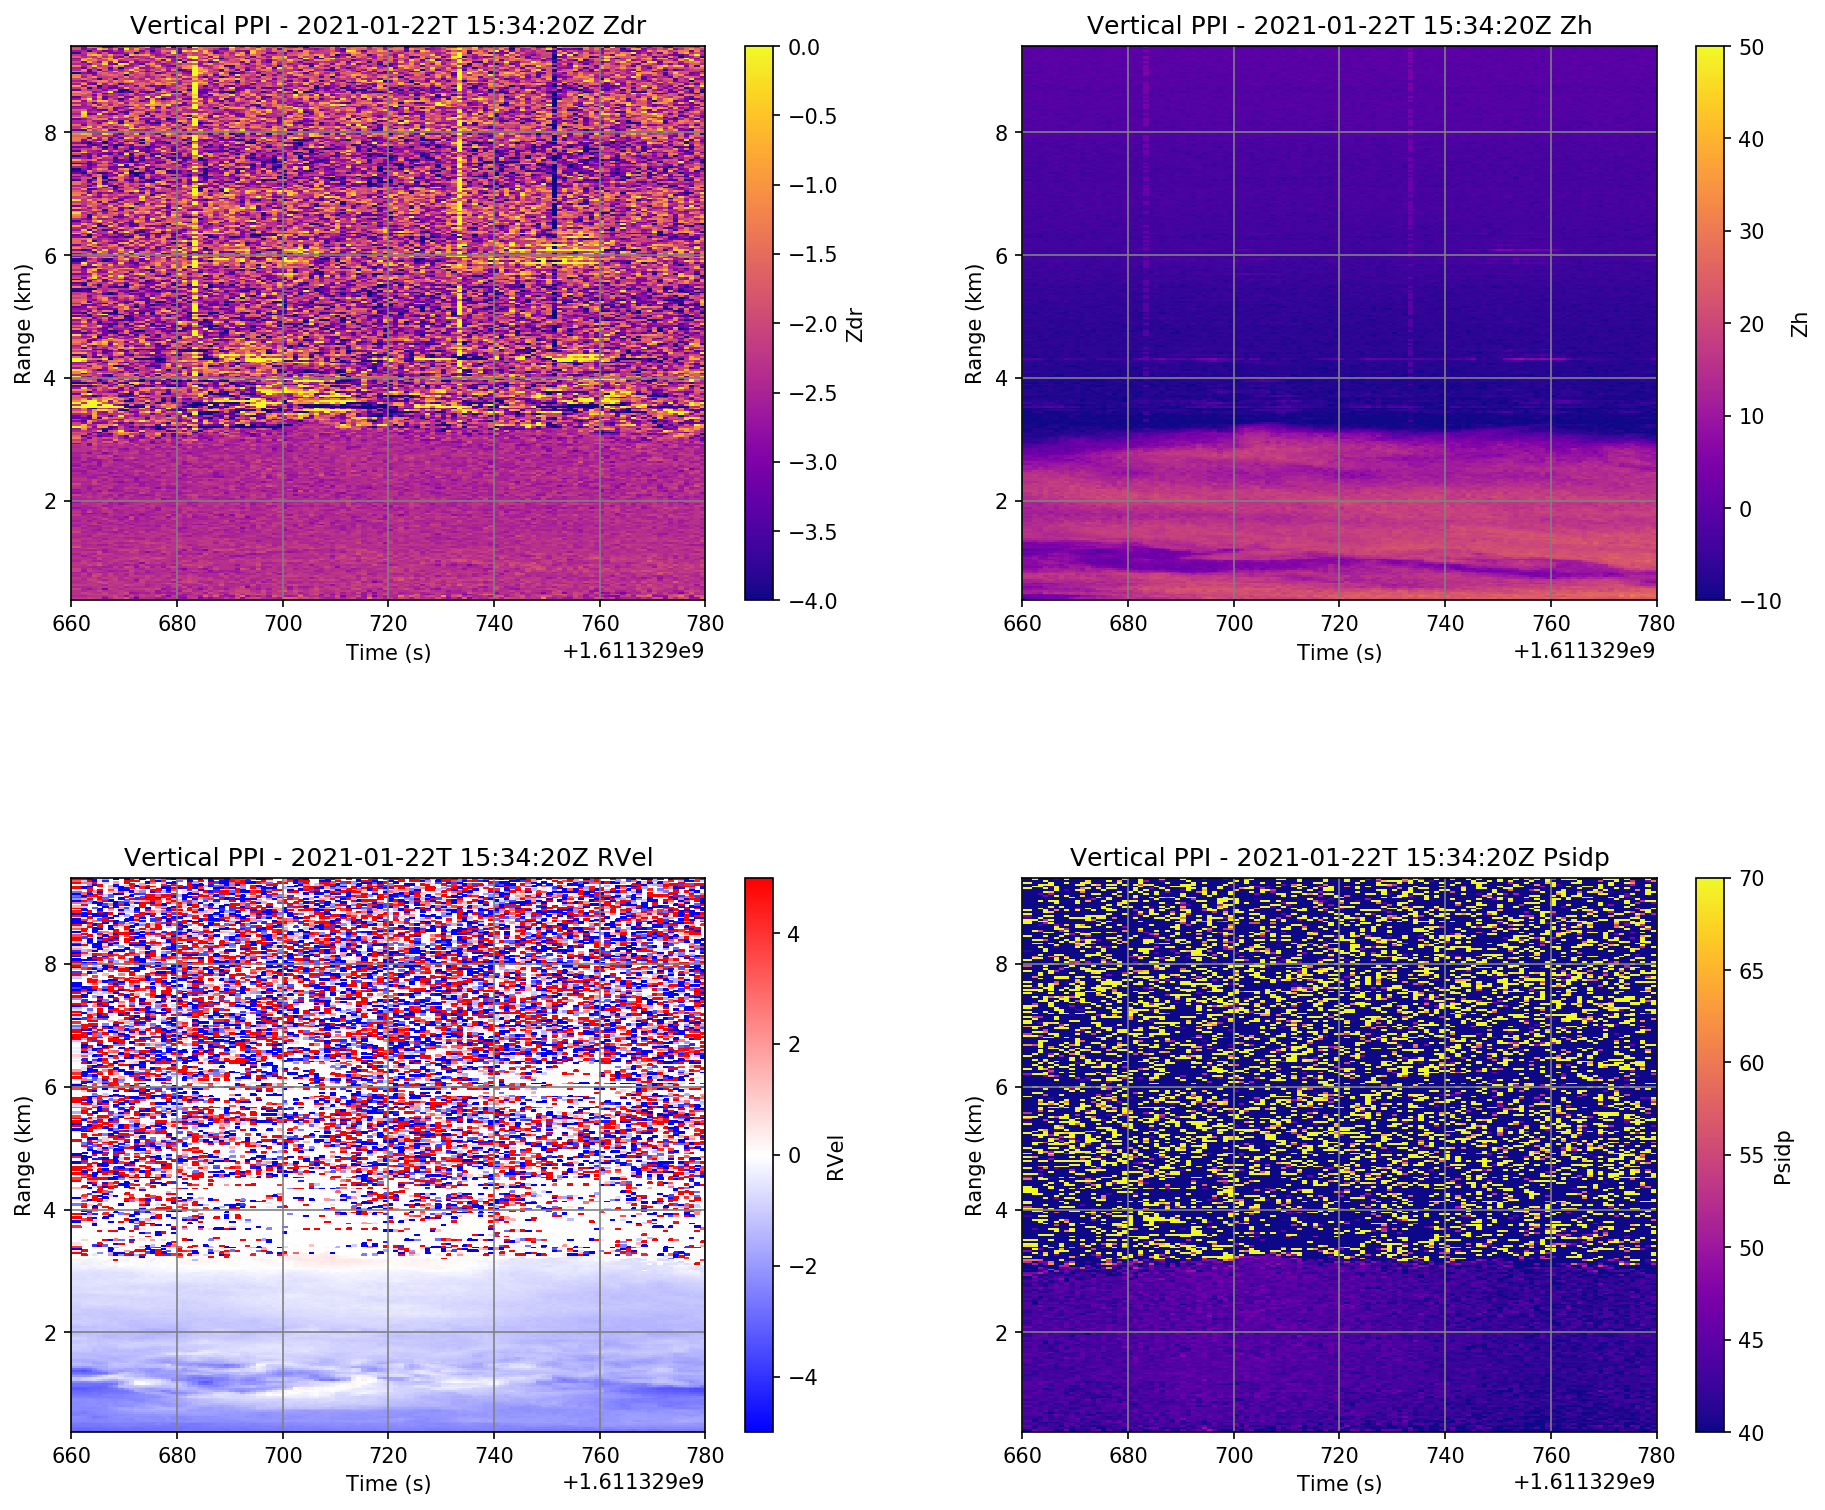 Vertical PPI - 2021-01-22T 15:34:20Z Zdr
Range (km)
8
6
4
2
660 680 700 720 740 760 780
Time (s)
+1.611329e9
0.0
−0.5
−1.0
−1.5
−2.0
−2.5
−3.0
−3.5
−4.0
Zdr
Vertical PPI - 2021-01-22T 15:34:20Z Zh
Range (km)
8
6
4
2
660 680 700 720 740 760 780
Time (s)
+1.611329e9
50
40
30
20
10
0
−10
Zh
Vertical PPI - 2021-01-22T 15:34:20Z RVel
Range (km)
8
6
4
2
660 680 700 720 740 760 780
Time (s)
+1.611329e9
4
2
0
−2
−4
RVel
Vertical PPI - 2021-01-22T 15:34:20Z Psidp
Range (km)
8
6
4
2
660 680 700 720 740 760 780
Time (s)
+1.611329e9
70
65
60
55
50
45
40
Psidp